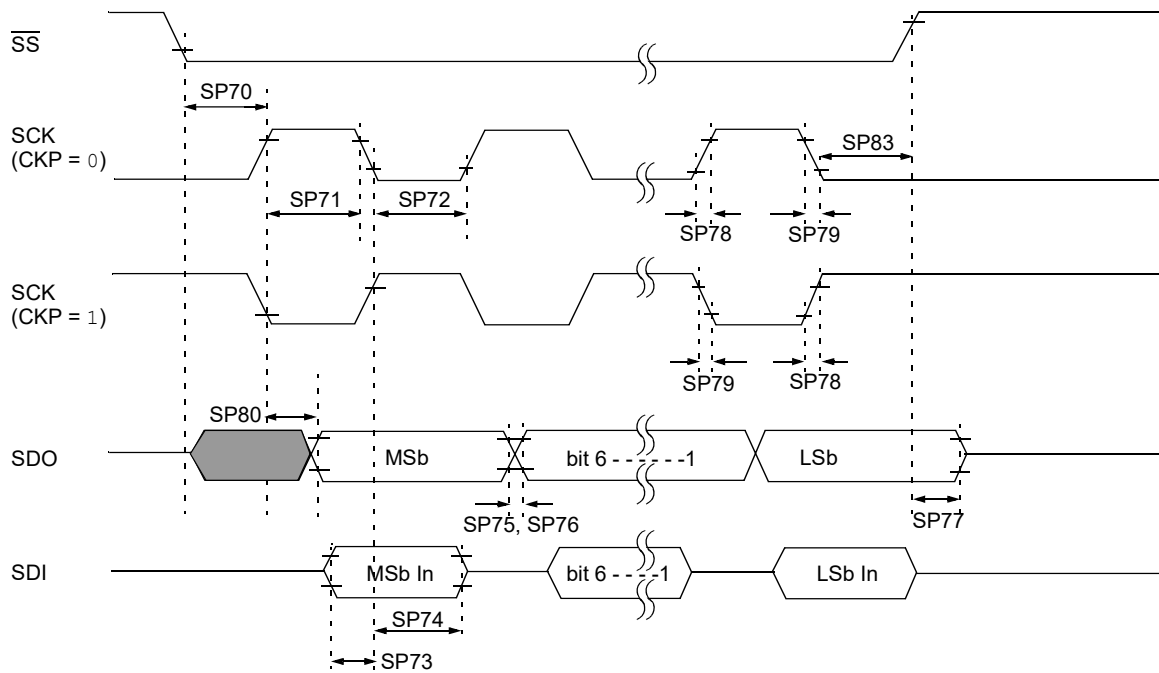 SS
SP70
SCK
(CKP = 0)
SP83
SP71
SP72
SP78
SP79
SCK
(CKP = 1)
SP79
SP78
SP80
SDO
MSb
bit 6 - - - - - -1
LSb
SP75, SP76
SP77
SDI
MSb In
bit 6 - - - - -1
LSb In
SP74
SP73